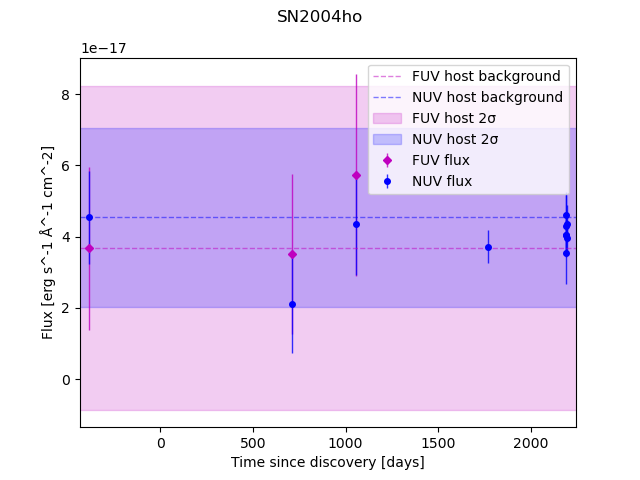 SN2004ho
1e−17
8
6
4
2
0
Flux [erg s^-1 Å^-1 cm^-2]
FUV host background
NUV host background
FUV host 2σ
NUV host 2σ
FUV flux
NUV flux
0 500 1000 1500 2000
Time since discovery [days]